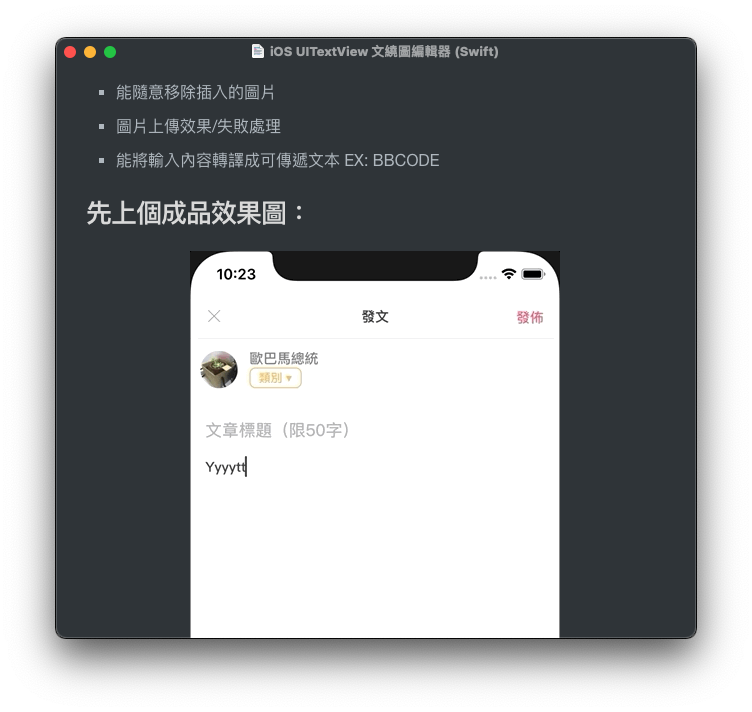 iOS UITextView 文繞圖編輯器 (Swift)
能隨意移除插入的圖片
圖片上傳效果/失敗處理
能將輸入內容轉譯成可傳遞文本 EX: BBCODE
先上個成品效果圖：
10:23
發文
發佈
歐巴馬總統
類別 ▾
文章標題（限50字）
Yyyytt